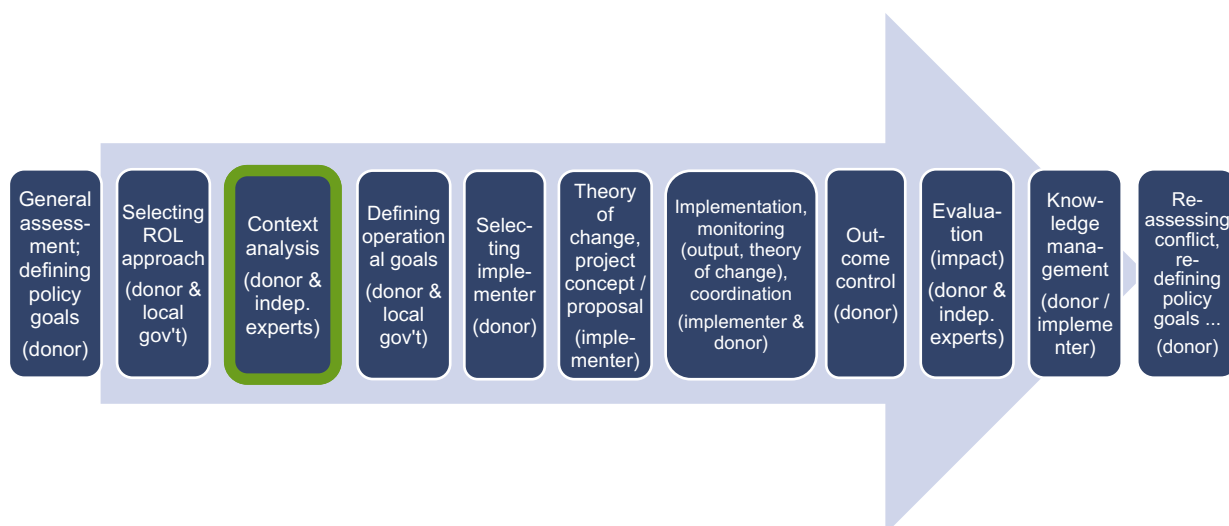 General
assess-
ment;
defining
policy
goals
(donor)
Selecting
ROL
approach
(donor &
local
gov't)
Context
analysis
(donor &
indep.
experts)
Defining
operation
al goals
(donor &
local
gov't)
Selec-
ting
imple-
menter
(donor)
Theory
of
change,
project
concept /
proposal
(imple-
menter)
Implementation,
monitoring
(output, theory
of change),
coordination
(implementer &
donor)
Out-
come
control
(donor)
Evalua-
tion
(impact)
(donor &
indep.
experts)
Know-
ledge
mana-
gement
(donor /
impleme
nter)
Re-
assessing
conflict,
re-
defining
policy
goals ...
(donor)